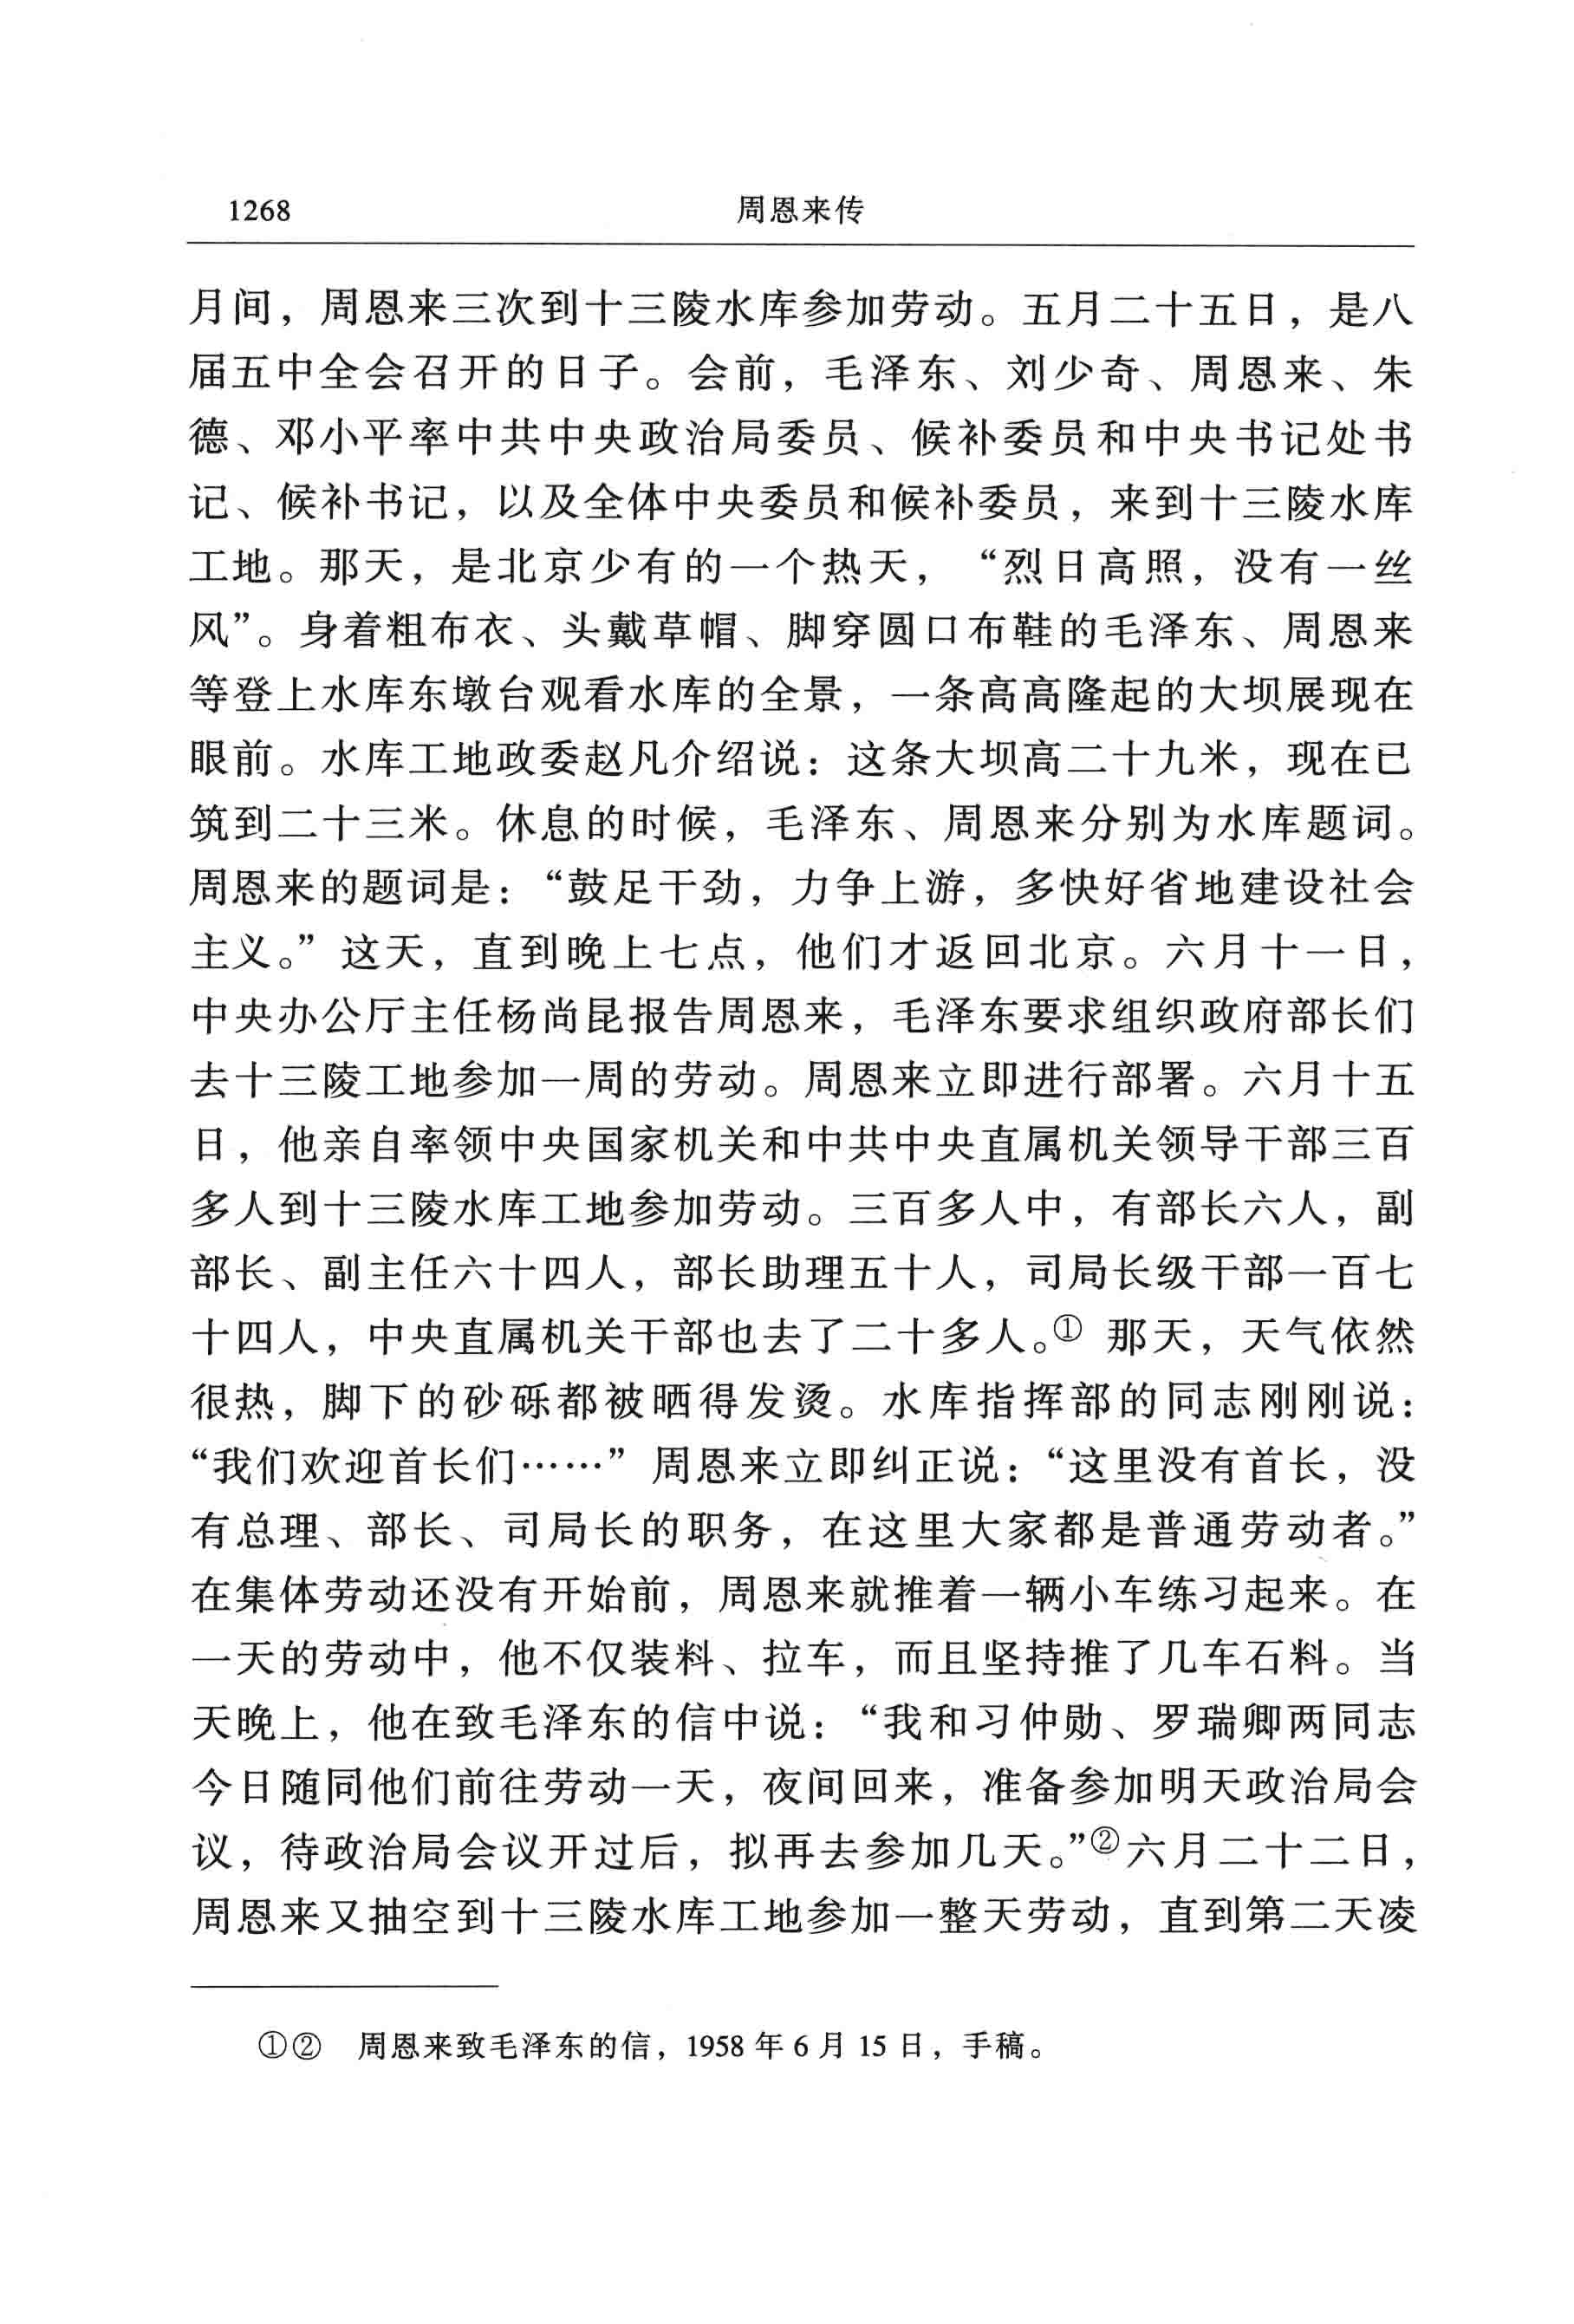 1268
周恩来传
月间，周恩来三次到十三陵水库参加劳动。五月二十五日，是八
届五中全会召开的日子。会前，毛泽东、刘少奇、周恩来、朱
德、邓小平率中共中央政治局委员、候补委员和中央书记处书
记、候补书记，以及全体中央委员和候补委员，来到十三陵水库
工地。那天，是北京少有的一个热天，“烈日高照，没有一丝
风”。身着粗布衣、头戴草帽、脚穿圆口布鞋的毛泽东、周恩来
等登上水库东墩台观看水库的全景，一条高高隆起的大坝展现在
眼前。水库工地政委赵凡介绍说：这条大坝高二十九米，现在已
筑到二十三米。休息的时候，毛泽东、周恩来分别为水库题词。
周恩来的题词是：“鼓足干劲，力争上游，多快好省地建设社会
主义。”这天，直到晚上七点，他们才返回北京。六月十一日，
中央办公厅主任杨尚昆报告周恩来，毛泽东要求组织政府部长们
去十三陵工地参加一周的劳动。周恩来立即进行部署。六月十五
日，他亲自率领中央国家机关和中共中央直属机关领导干部三百
多人到十三陵水库工地参加劳动。三百多人中，有部长六人，副
部长、副主任六十四人，部长助理五十人，司局长级干部一百七
十四人，中央直属机关干部也去了二十多人。① 那天，天气依然
很热，脚下的砂砾都被晒得发烫。水库指挥部的同志刚刚说：
“我们欢迎首长们……”周恩来立即纠正说：“这里没有首长，没
有总理、部长、司局长的职务，在这里大家都是普通劳动者。”
在集体劳动还没有开始前，周恩来就推着一辆小车练习起来。在
一天的劳动中，他不仅装料、拉车，而且坚持推了几车石料。当
天晚上，他在致毛泽东的信中说：“我和习仲勋、罗瑞卿两同志
今日随同他们前往劳动一天，夜间回来，准备参加明天政治局会
议，待政治局会议开过后，拟再去参加几天。”②六月二十二日，
周恩来又抽空到十三陵水库工地参加一整天劳动，直到第二天凌
①② 周恩来致毛泽东的信，1958 年 6 月 15 日，手稿。